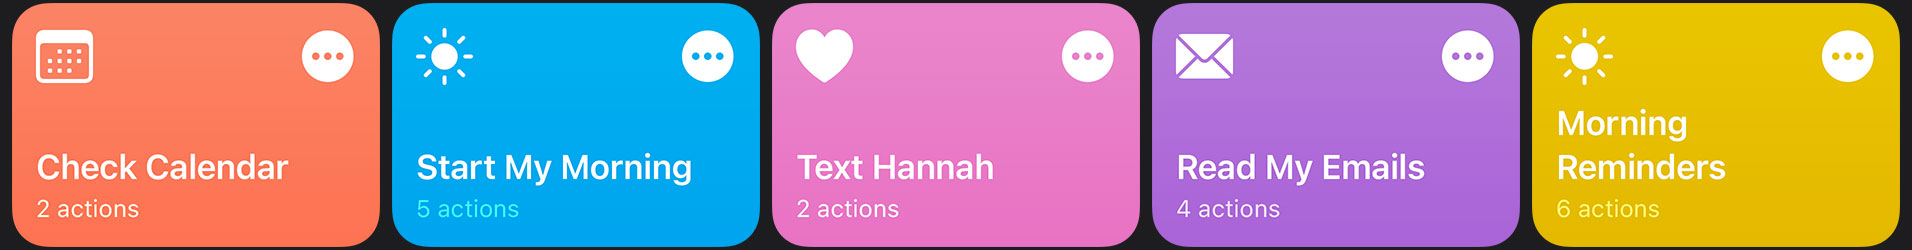 Check Calendar
2 actions
Start My Morning
5 actions
Text Hannah
2 actions
Read My Emails
4 actions
Morning
Reminders
6 actions